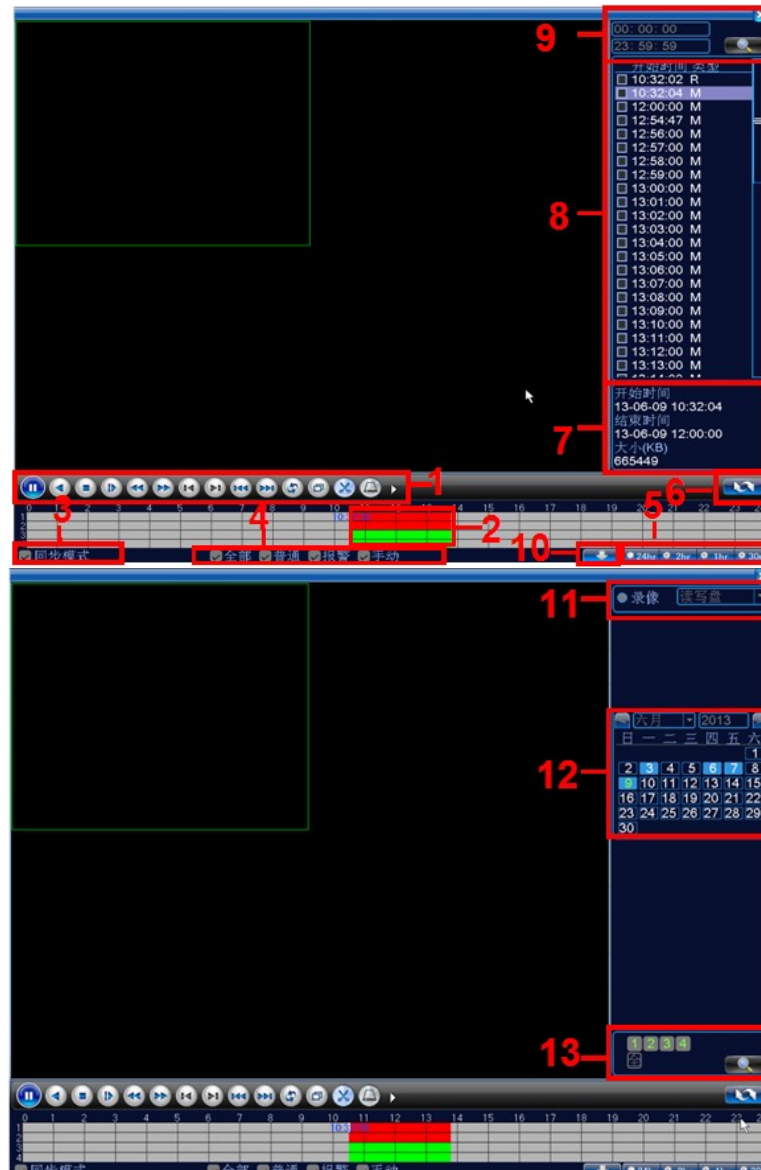 9
00: 00: 00
23: 59: 59
开始时间 类型
10:32:02 R
10:32:04 M
12:00:00 M
12:54:47 M
12:56:00 M
12:57:00 M
12:58:00 M
12:59:00 M
13:00:00 M
13:01:00 M
8
13:02:00 M
13:03:00 M
13:04:00 M
13:05:00 M
13:06:00 M
13:07:00 M
13:08:00 M
13:09:00 M
13:10:00 M
13:11:00 M
13:12:00 M
13:13:00 M
13:14:00 M
7
开始时间
13-06-09 10:32:04
结束时间
13-06-09 12:00:00
大小(KB)
665449
1
6
3 4 5
0 1 2 3 4 5 6 7 8 9 10 11 12 13 14 15 16 17 18 19 20 21 22 23
1
2
3
2
同步模式
全部 普通 报警 手动
10
24hr 2hr 1hr
11
录像 读写盘
12
六月 2013
日 一 二 三 四 五 六
1
2 3 4 5 6 7 8
9 10 11 12 13 14 15
16 17 18 19 20 21 22
23 24 25 26 27 28 29
30
13
1 2 3 4
全
0 1 2 3 4 5 6 7 8 9 10 11 12 13 14 15 16 17 18 19 20 21 22 23
1
2
3
4
同步模式
全部 普通 报警 手动